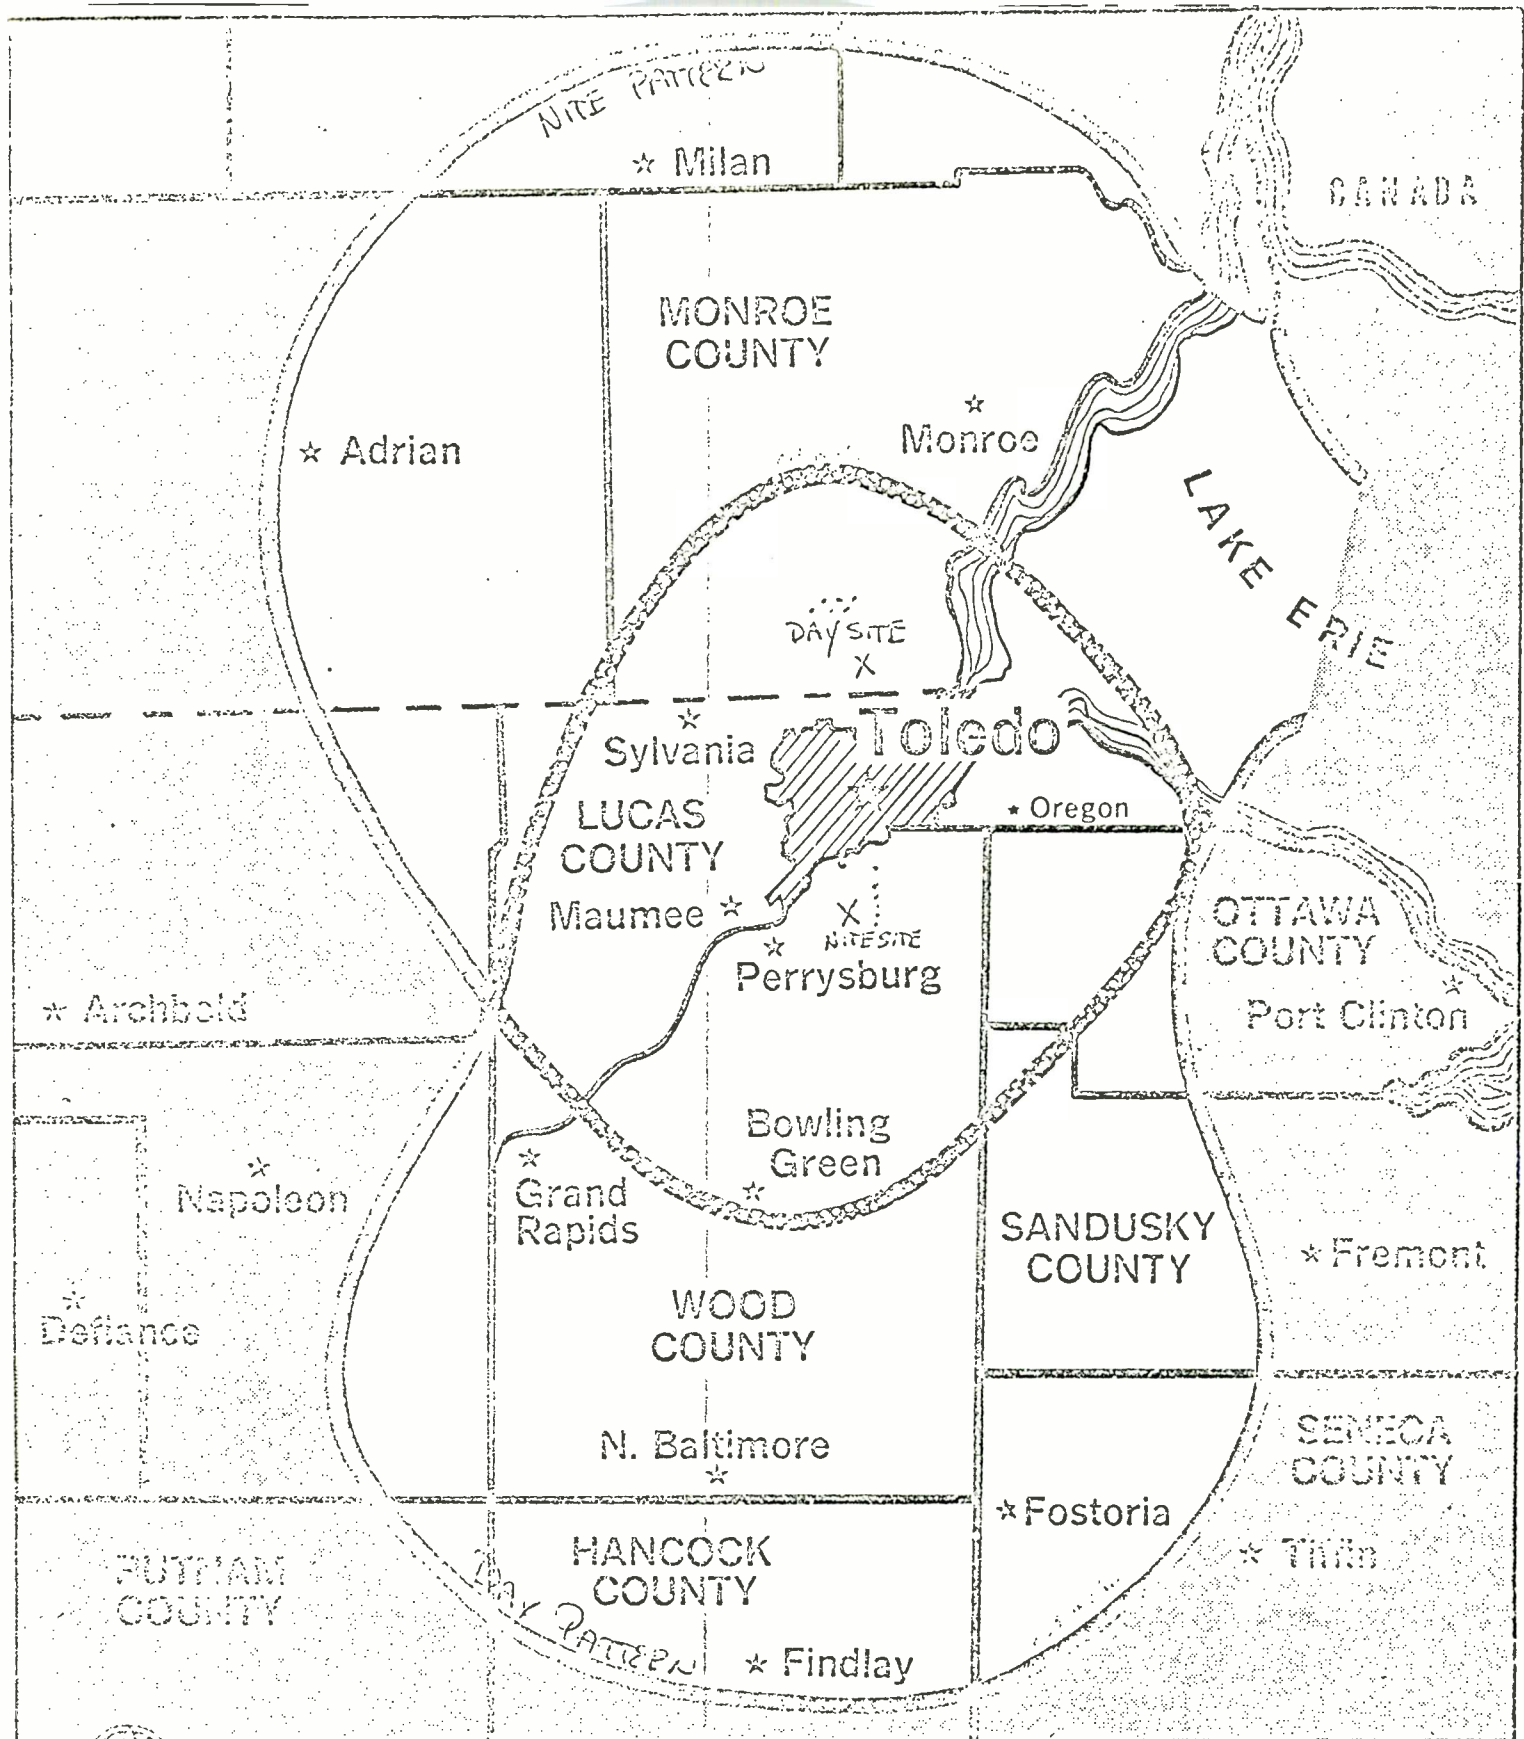 NITE PATTERN
☆ Milan
CANADA
MONROE
COUNTY
☆
Monroe
☆ Adrian
LAKE ERIE
DAY SITE
X
Toledo
☆
Sylvania
★ Oregon
LUCAS
COUNTY
Maumee ☆
X
NITE SITE
☆
Perrysburg
OTTAWA
COUNTY
☆
Port Clinton
☆ Archbold
Bowling
Green
☆
☆
Napoleon
☆
Grand
Rapids
SANDUSKY
COUNTY
☆ Fremont
☆
Defiance
WOOD
COUNTY
N. Baltimore
☆
SENECA
COUNTY
☆ Fostoria
☆ Tiffin
PUTNAM
COUNTY
HANCOCK
COUNTY
DAY PATTERN
☆ Findlay